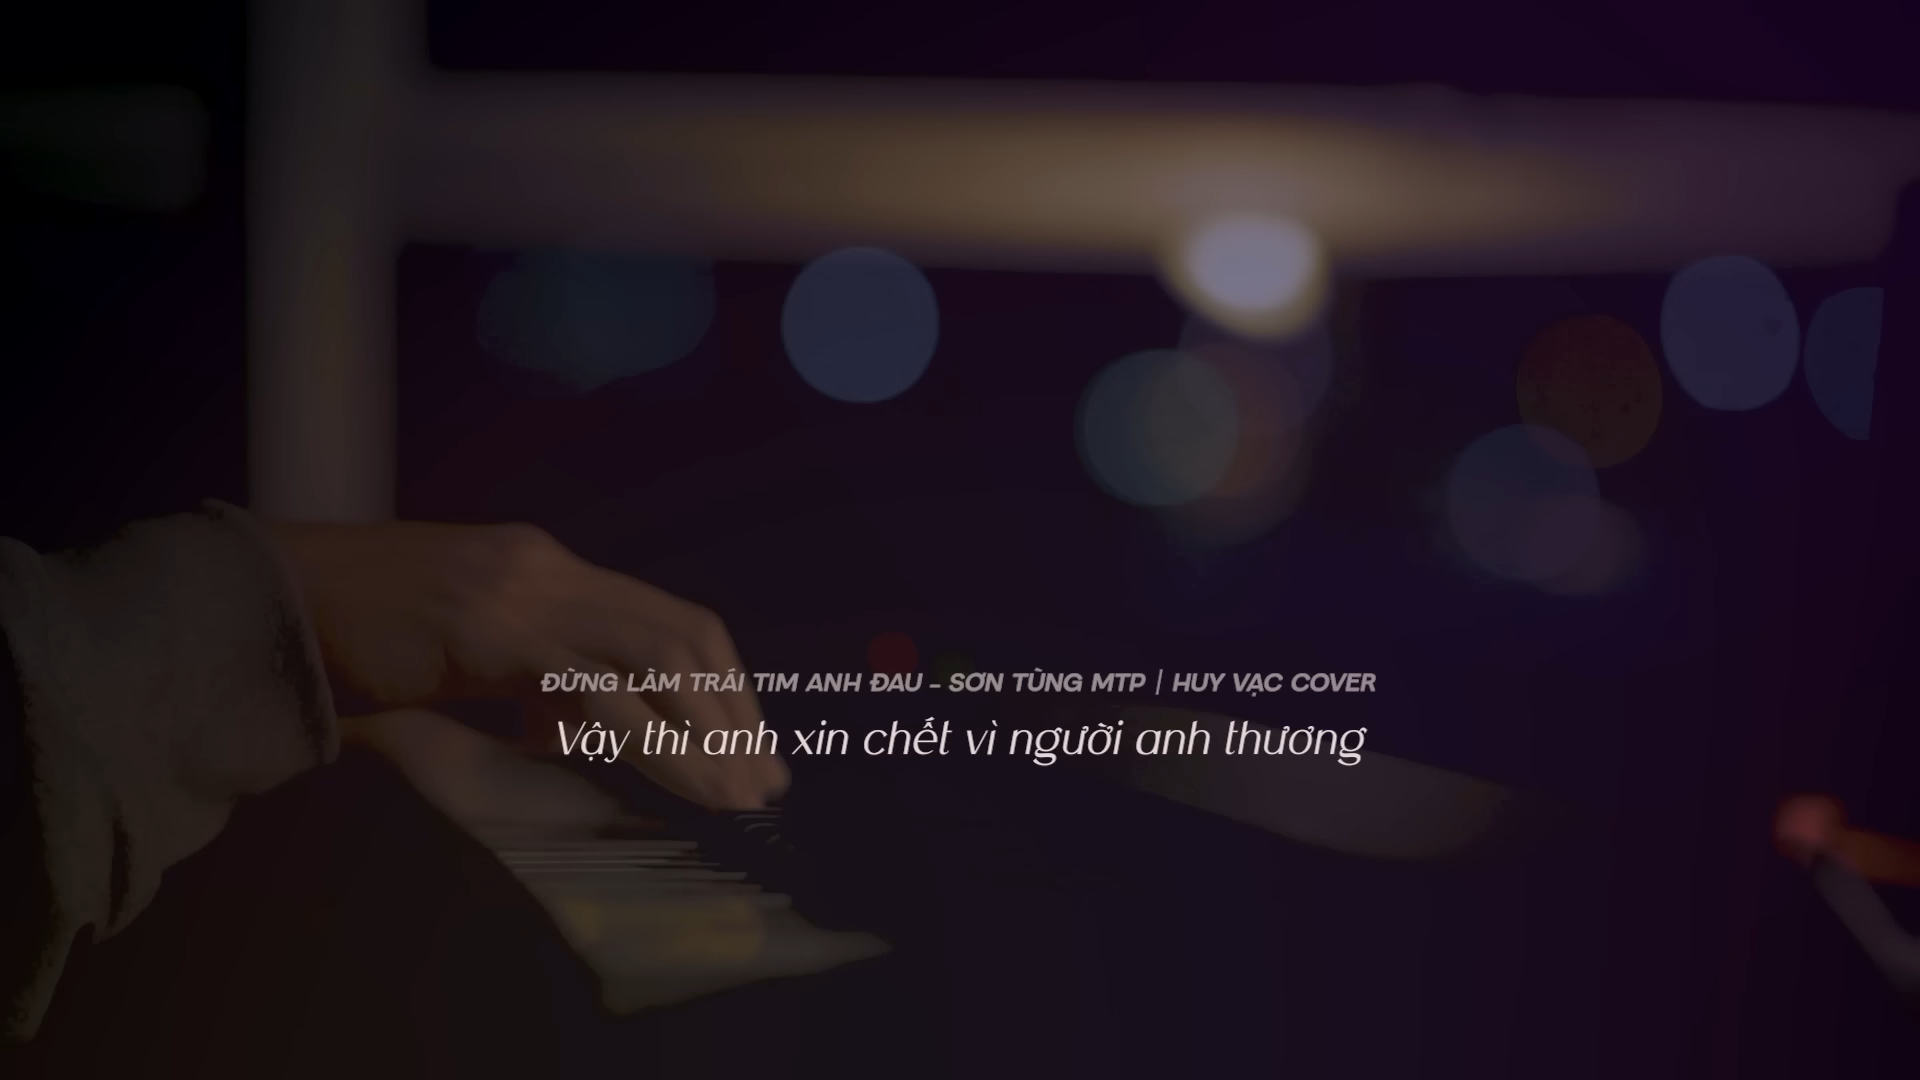 ĐỪNG LÀM TRÁI TIM ANH ĐAU - SƠN TÙNG MTP | HUY VẠC COVER
Vậy thì anh xin chết vì người anh thương